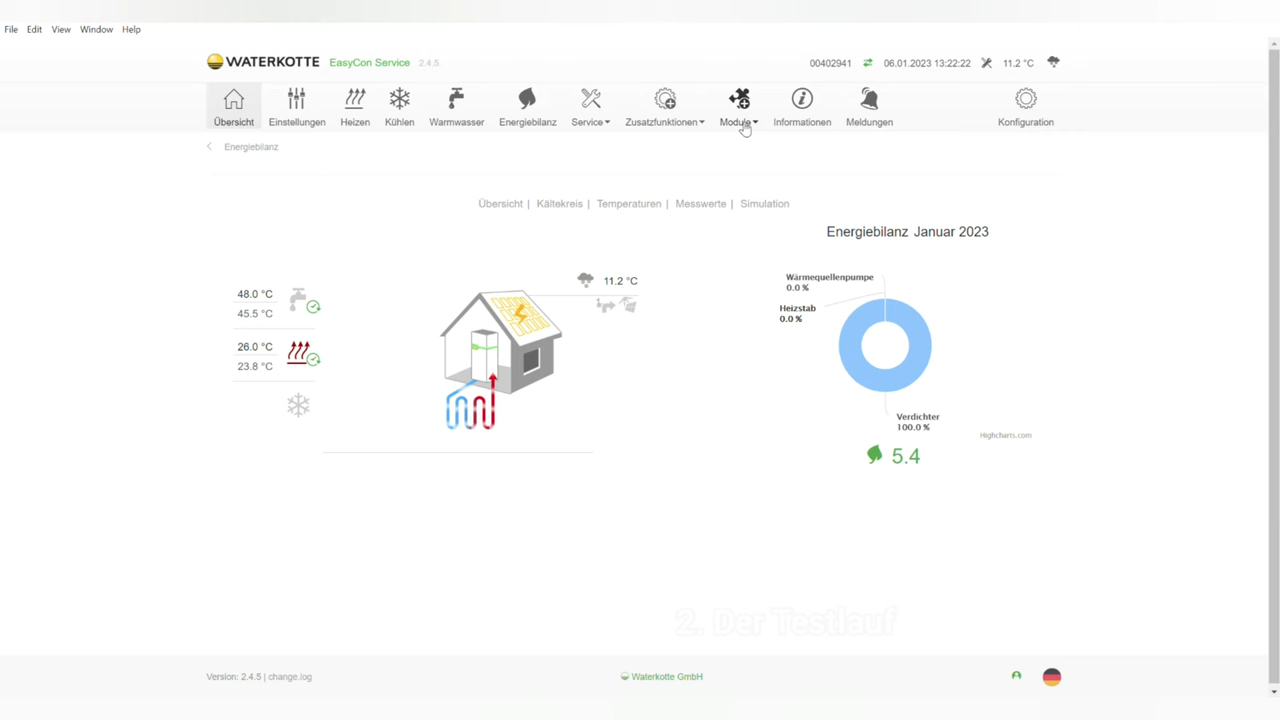 File Edit View Window Help
WATERKOTTE EasyCon Service 2.4.5 00402941 06.01.2023 13:22:22 11.2 °C
Übersicht Einstellungen Heizen Kühlen Warmwasser Energiebilanz Service Zusatzfunktionen Module Informationen Meldungen Konfiguration
Energiebilanz
Übersicht | Kältekreis | Temperaturen | Messwerte | Simulation
Energiebilanz Januar 2023
48.0 °C
45.5 °C
26.0 °C
23.8 °C
11.2 °C
Wärmequellenpumpe
0.0 %
Heizstab
0.0 %
Verdichter
100.0 %
Highcharts.com
5.4
2. Der Testlauf
Version: 2.4.5 | change.log Waterkotte GmbH